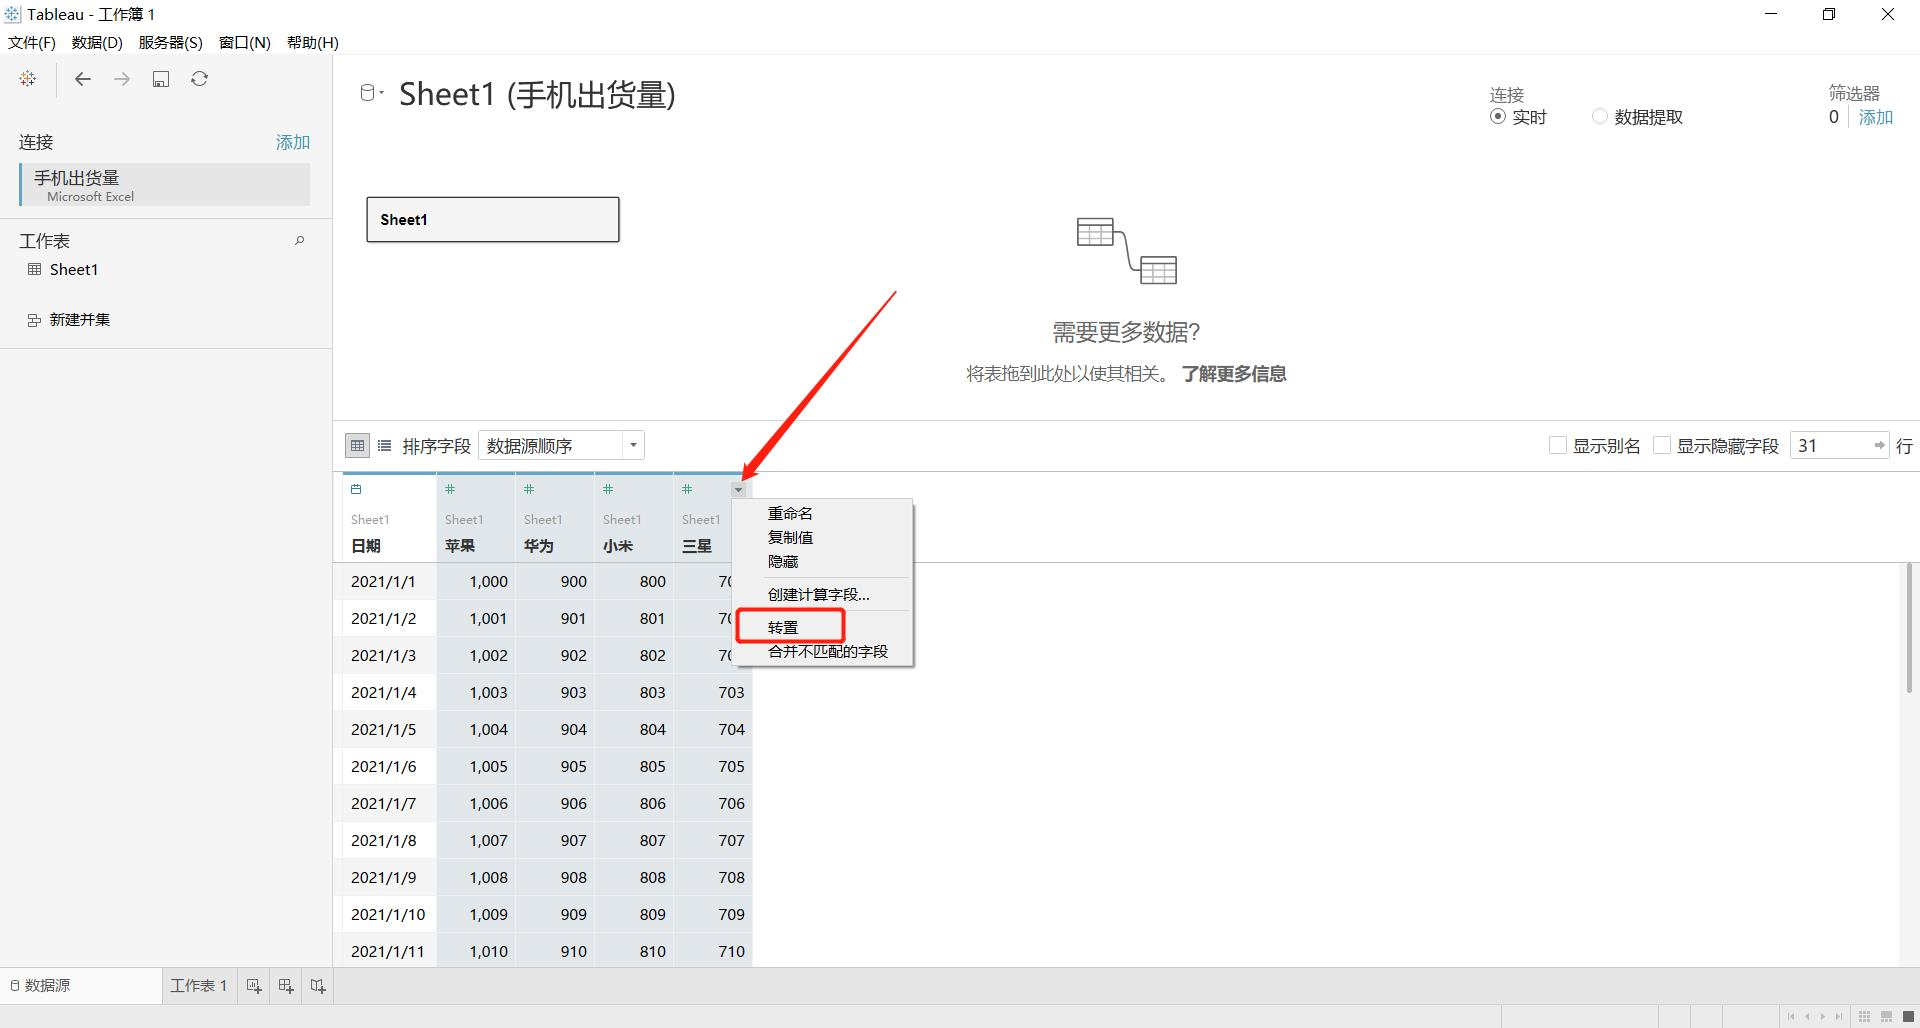 Tableau - 工作簿 1
文件(F) 数据(D) 服务器(S) 窗口(N) 帮助(H)
连接 添加
手机出货量
Microsoft Excel
工作表
Sheet1
新建并集
Sheet1 (手机出货量)
连接
实时 数据提取
筛选器
0 添加
Sheet1
需要更多数据?
将表拖到此处以使其相关。 了解更多信息
排序字段 数据源顺序 显示别名 显示隐藏字段 31 行
Sheet1 Sheet1 Sheet1 Sheet1 Sheet1
日期 苹果 华为 小米 三星
2021/1/1 1,000 900 800
2021/1/2 1,001 901 801
2021/1/3 1,002 902 802
2021/1/4 1,003 903 803 703
2021/1/5 1,004 904 804 704
2021/1/6 1,005 905 805 705
2021/1/7 1,006 906 806 706
2021/1/8 1,007 907 807 707
2021/1/9 1,008 908 808 708
2021/1/10 1,009 909 809 709
2021/1/11 1,010 910 810 710
重命名
复制值
隐藏
创建计算字段...
转置
合并不匹配的字段
数据源 工作表 1